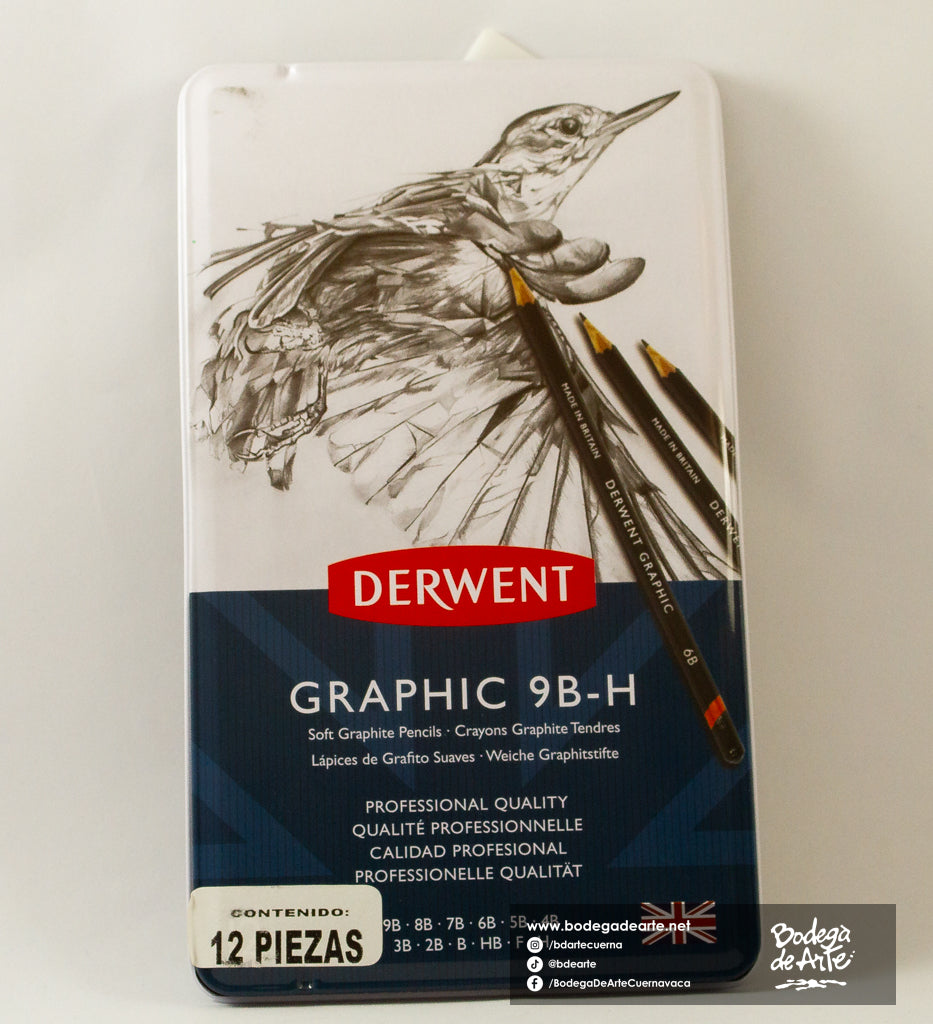 MADE IN BRITAIN
DERWENT GRAPHIC
6B
MADE IN BRITAIN
DERWENT
GRAPHIC 9B-H
Soft Graphite Pencils · Crayons Graphite Tendres
Lápices de Grafito Suaves · Weiche Graphitstifte
PROFESSIONAL QUALITY
QUALITÉ PROFESSIONNELLE
CALIDAD PROFESIONAL
PROFESSIONELLE QUALITÄT
CONTENIDO:
12 PIEZAS
9B · 8B · 7B · 6B · 5B · 4B
3B · 2B · B · HB · F · H
www.bodegadearte.net
/bdartecuerna
@bdearte
/BodegaDeArteCuernavaca
Bodega
de Arte